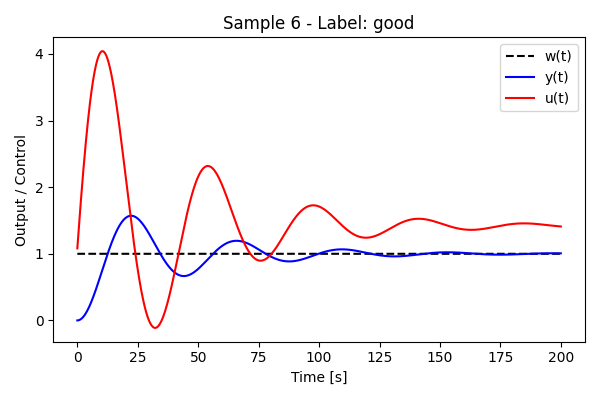 Sample 6 - Label: good
w(t)
y(t)
u(t)
Output / Control
4
3
2
1
0
0 25 50 75 100 125 150 175 200
Time [s]